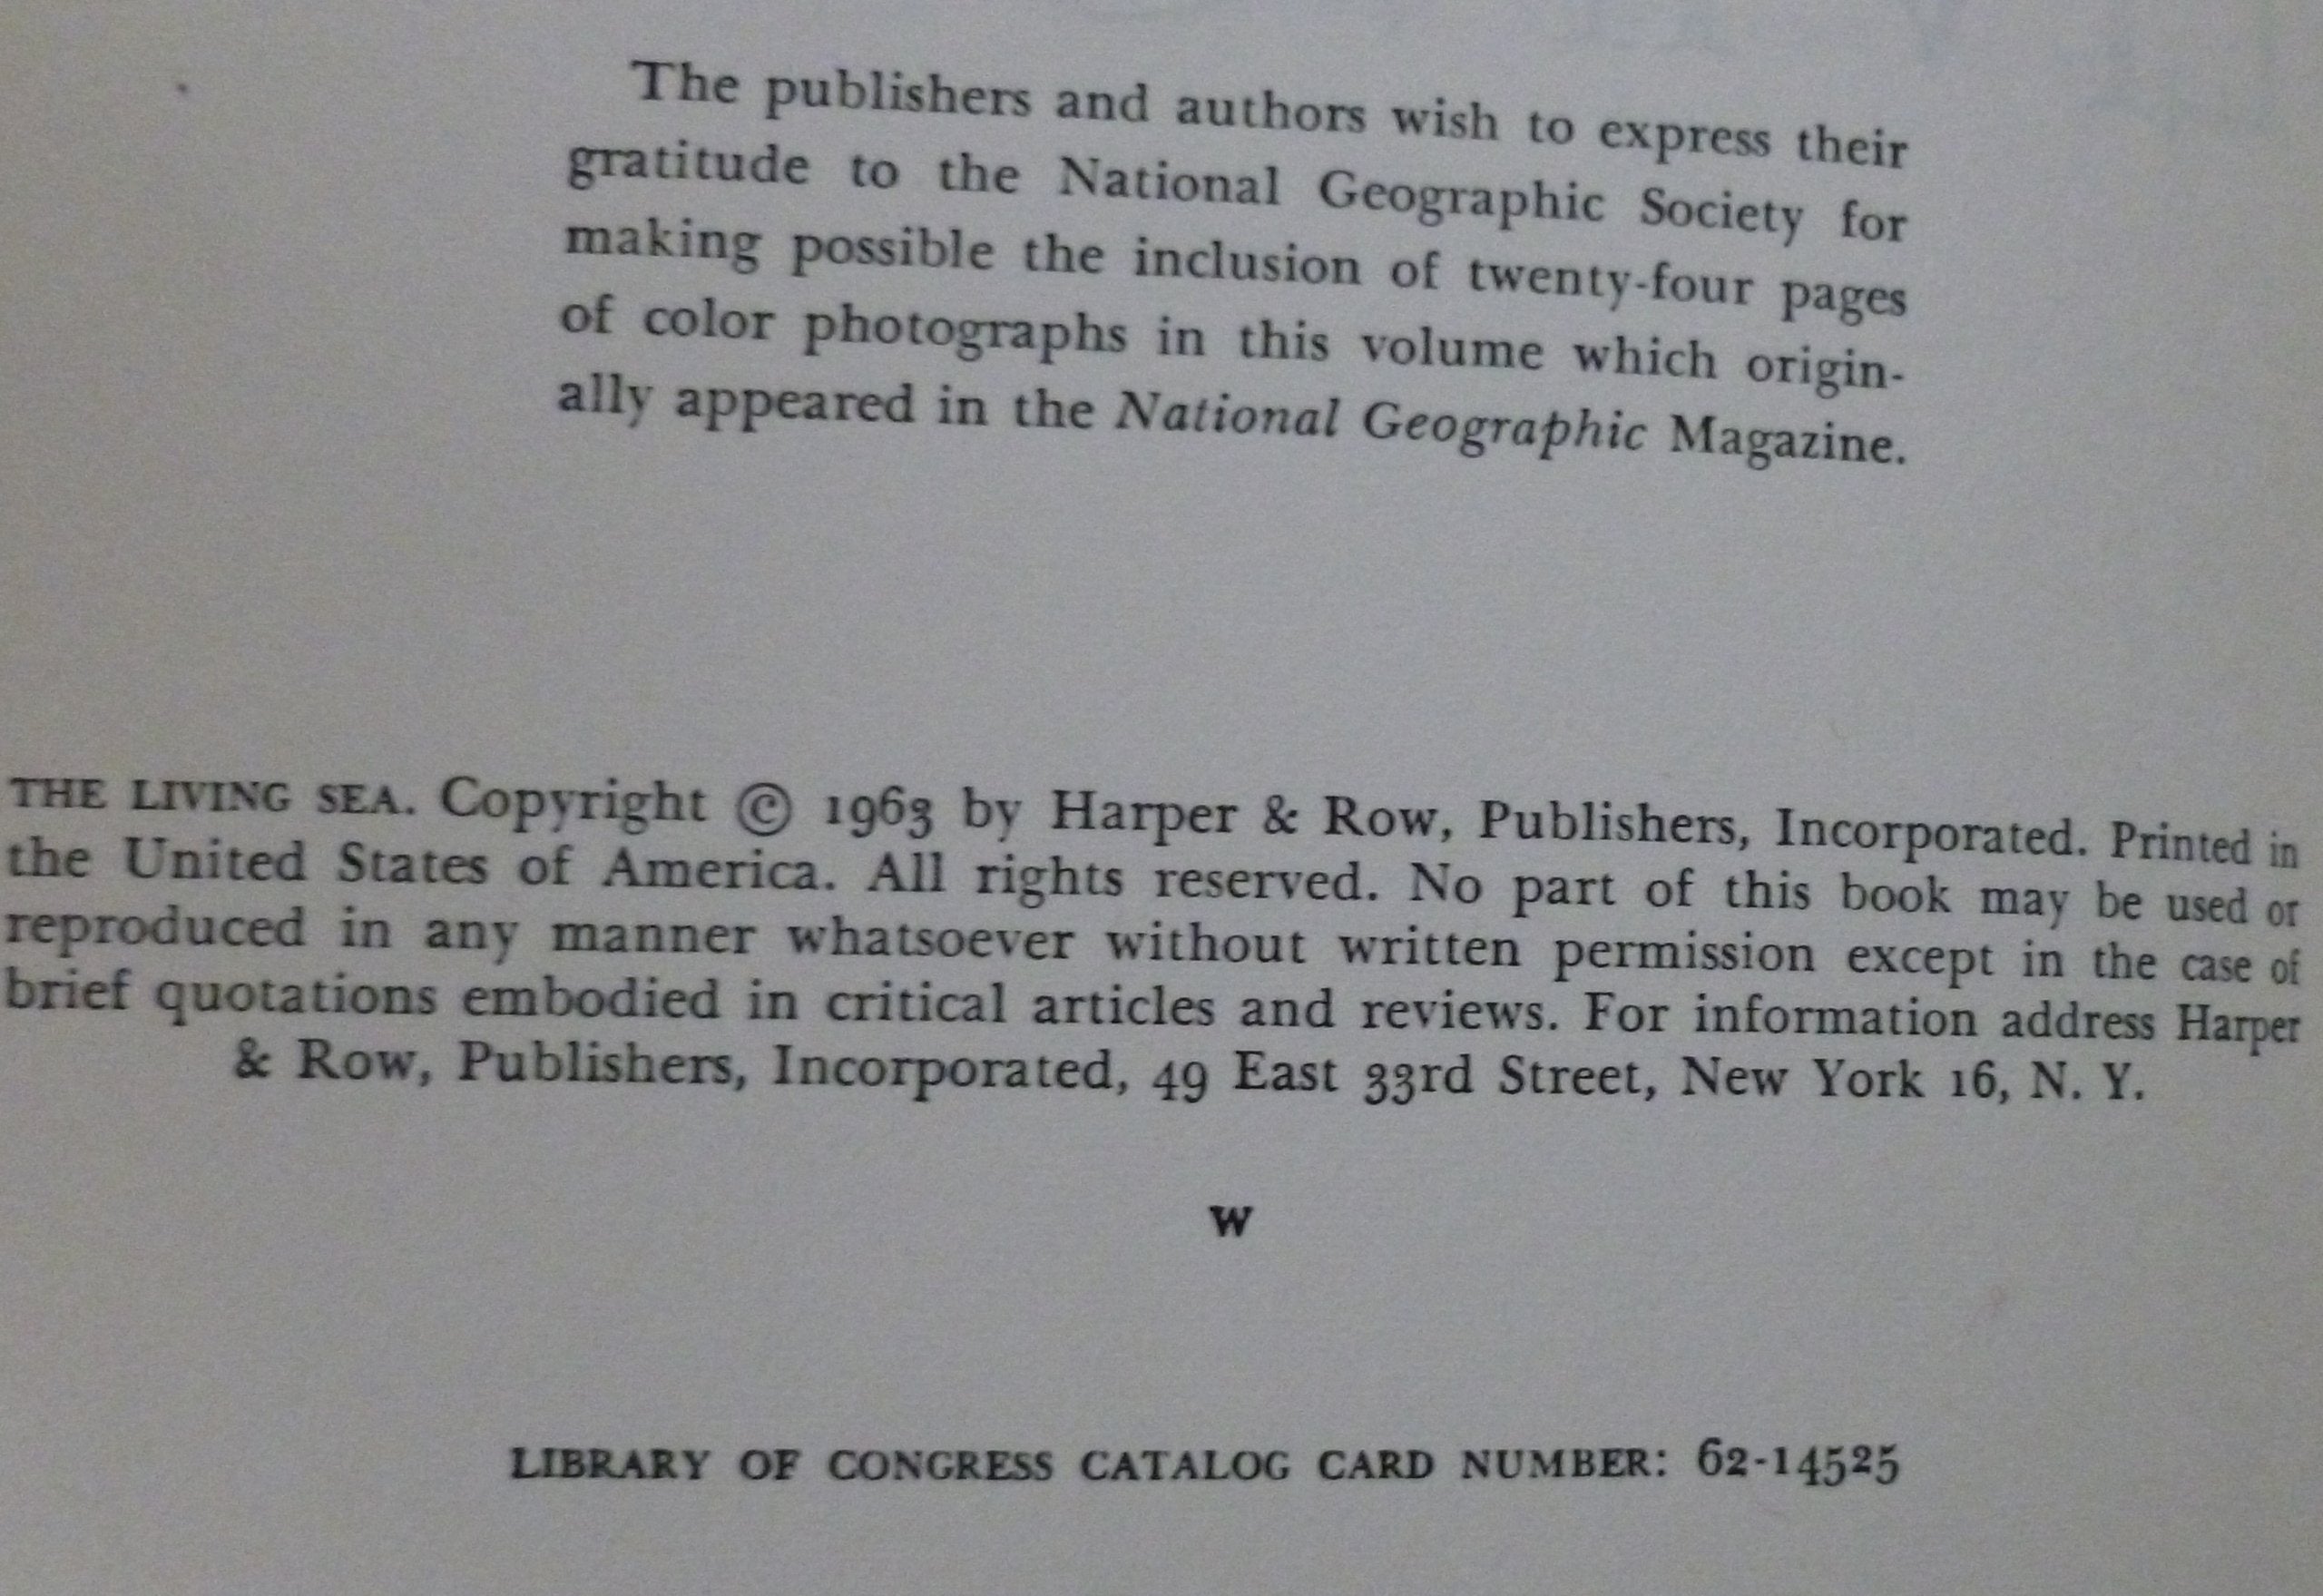 The publishers and authors wish to express their
gratitude to the National Geographic Society for
making possible the inclusion of twenty-four pages
of color photographs in this volume which origin-
ally appeared in the National Geographic Magazine.
THE LIVING SEA. Copyright © 1963 by Harper & Row, Publishers, Incorporated. Printed in
the United States of America. All rights reserved. No part of this book may be used or
reproduced in any manner whatsoever without written permission except in the case of
brief quotations embodied in critical articles and reviews. For information address Harper
& Row, Publishers, Incorporated, 49 East 33rd Street, New York 16, N. Y.
W
LIBRARY OF CONGRESS CATALOG CARD NUMBER: 62-14525